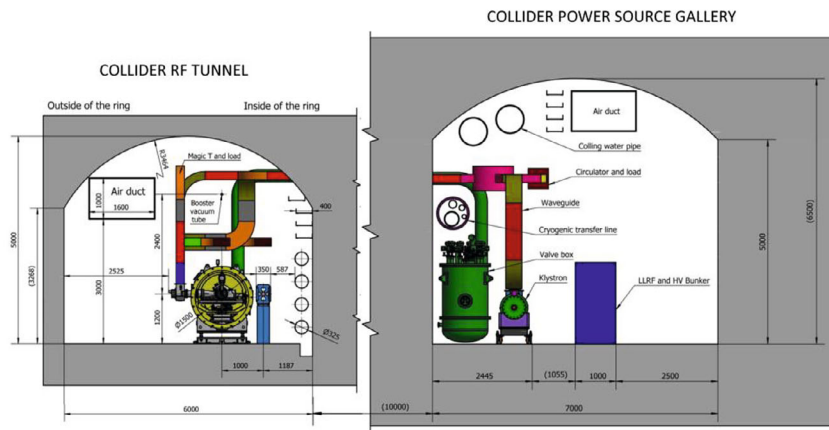 COLLIDER POWER SOURCE GALLERY
COLLIDER RF TUNNEL
Outside of the ring
Inside of the ring
R3464
Magic T and load
Air duct
1000
1600
Booster
vacuum
tube
2400
400
5000
(3268)
3000
2525
350
587
1200
Ø1500
Ø325
1000
1187
6000
(10000)
Air duct
Colling water pipe
Circulator and load
Waveguide
Cryogenic transfer line
Valve box
Klystron
LLRF and HV Bunker
5000
(6500)
2445
(1055)
1000
2500
7000